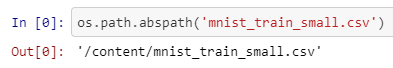 In [0]: os.path.abspath('mnist_train_small.csv')
Out[0]: '/content/mnist_train_small.csv'